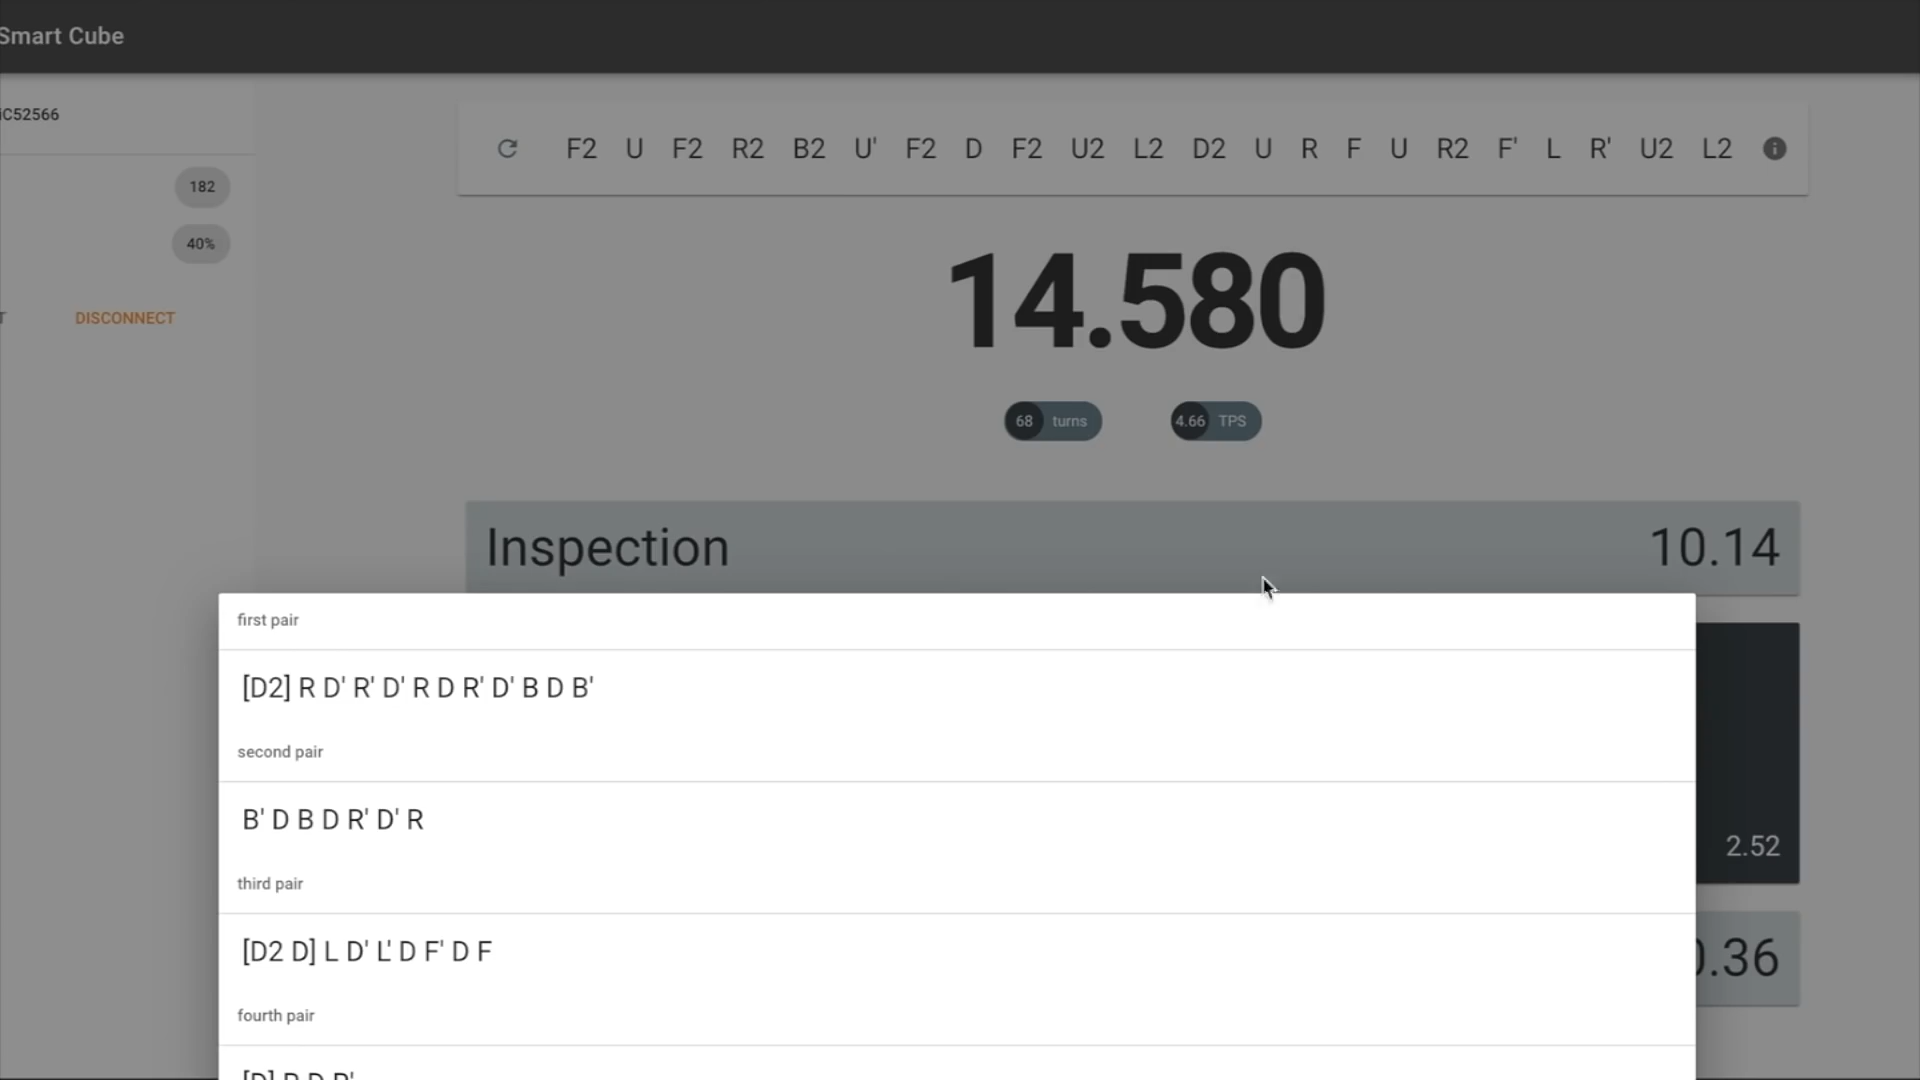 Smart Cube
iC52566
F2 U F2 R2 B2 U' F2 D F2 U2 L2 D2 U R F U R2 F' L R' U2 L2
182
40%
DISCONNECT
14.580
68 turns
4.66 TPS
Inspection 10.14
first pair
[D2] R D' R' D' R D R' D' B D B'
second pair
B' D B D R' D' R
2.52
third pair
[D2 D] L D' L' D F' D F
0.36
fourth pair